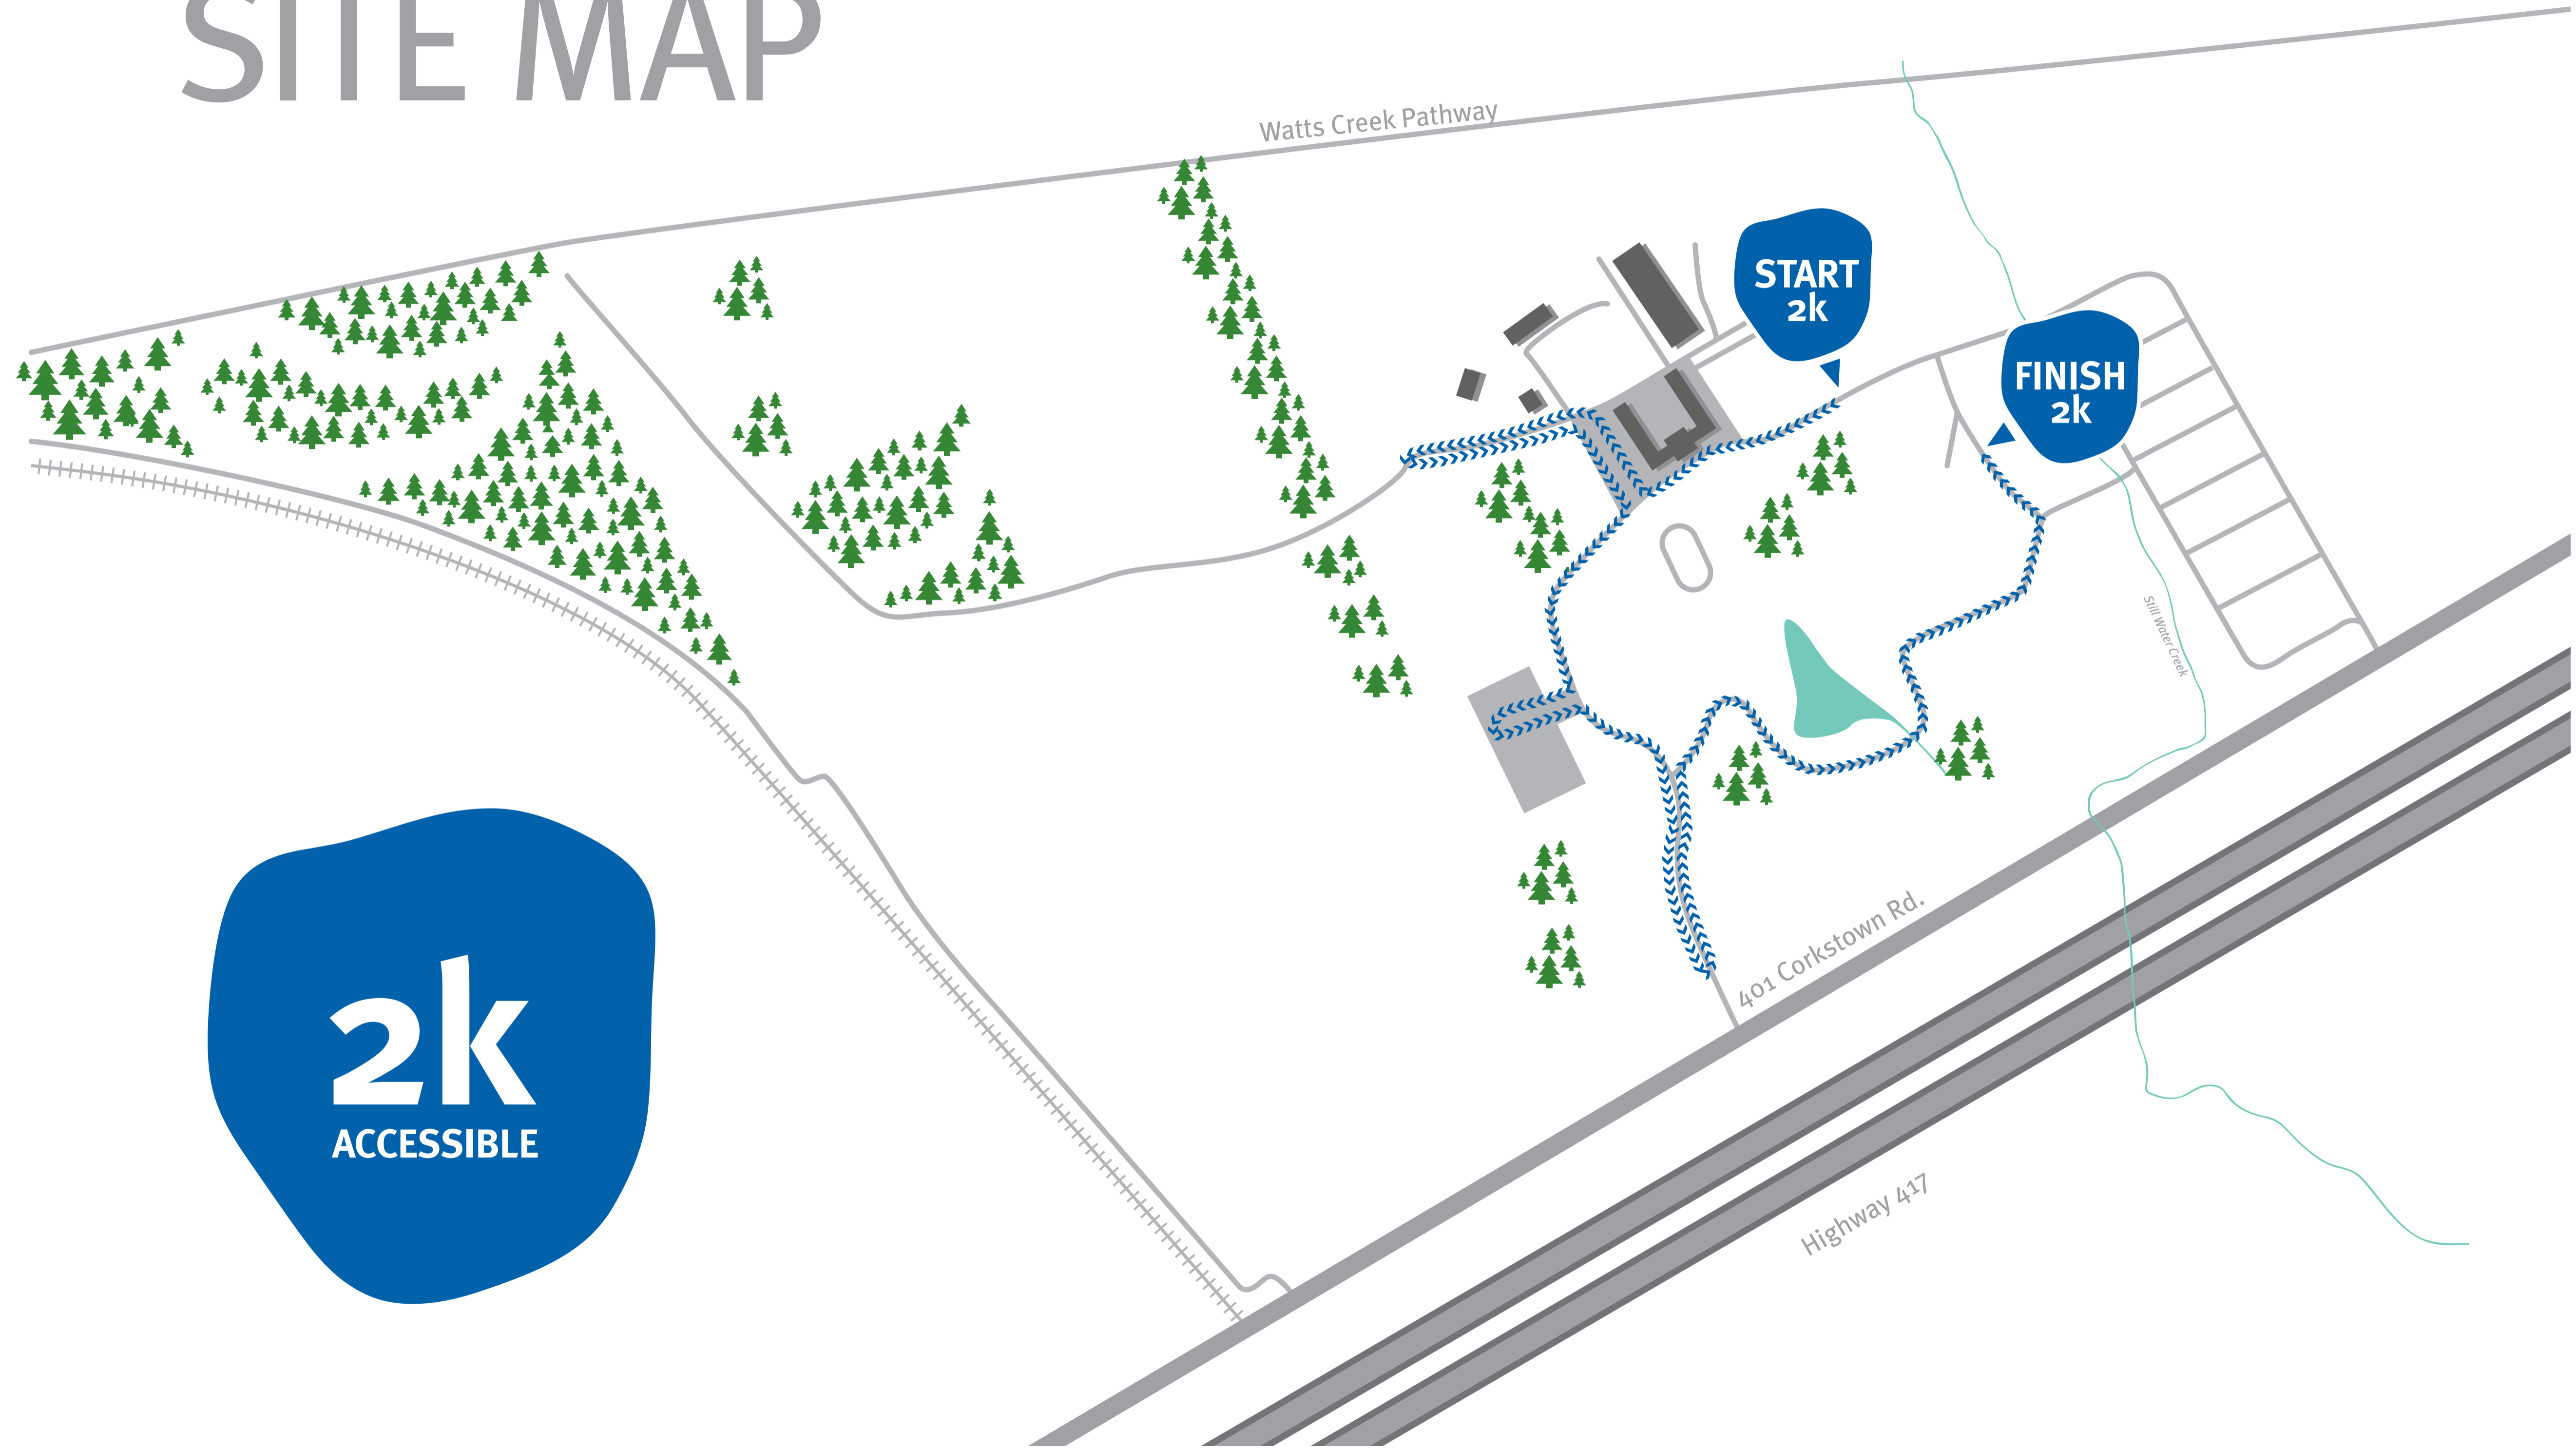 SITE MAP
Watts Creek Pathway
START
2k
FINISH
2k
Still Water Creek
2k
ACCESSIBLE
401 Corkstown Rd.
Highway 417